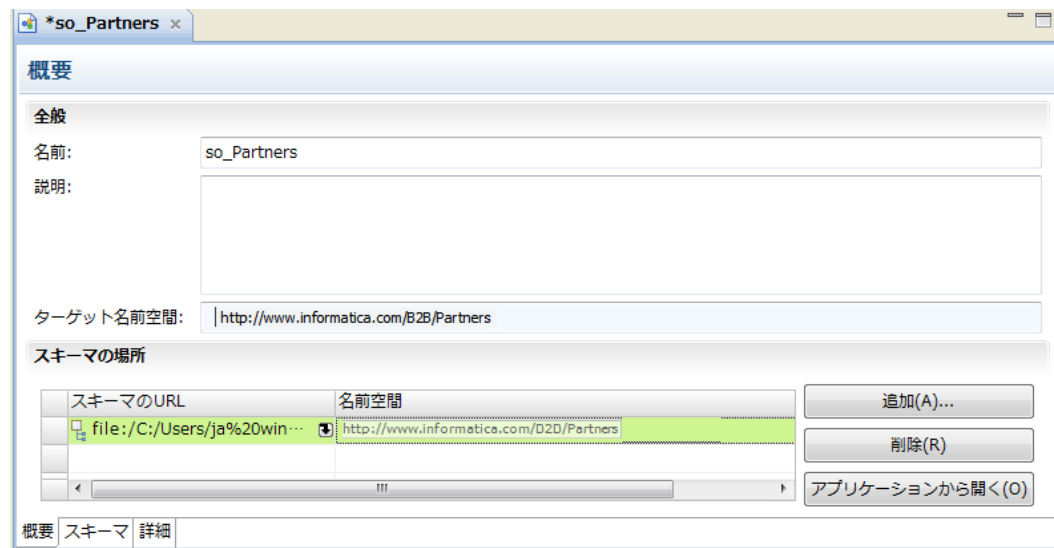 *so_Partners
概要
全般
名前: so_Partners
説明:
ターゲット名前空間: http://www.informatica.com/B2B/Partners
スキーマの場所
スキーマのURL 名前空間 追加(A)...
file:/C:/Users/ja%20win··· http://www.informatica.com/D2D/Partners
削除(R)
アプリケーションから開く(O)
概要 スキーマ 詳細